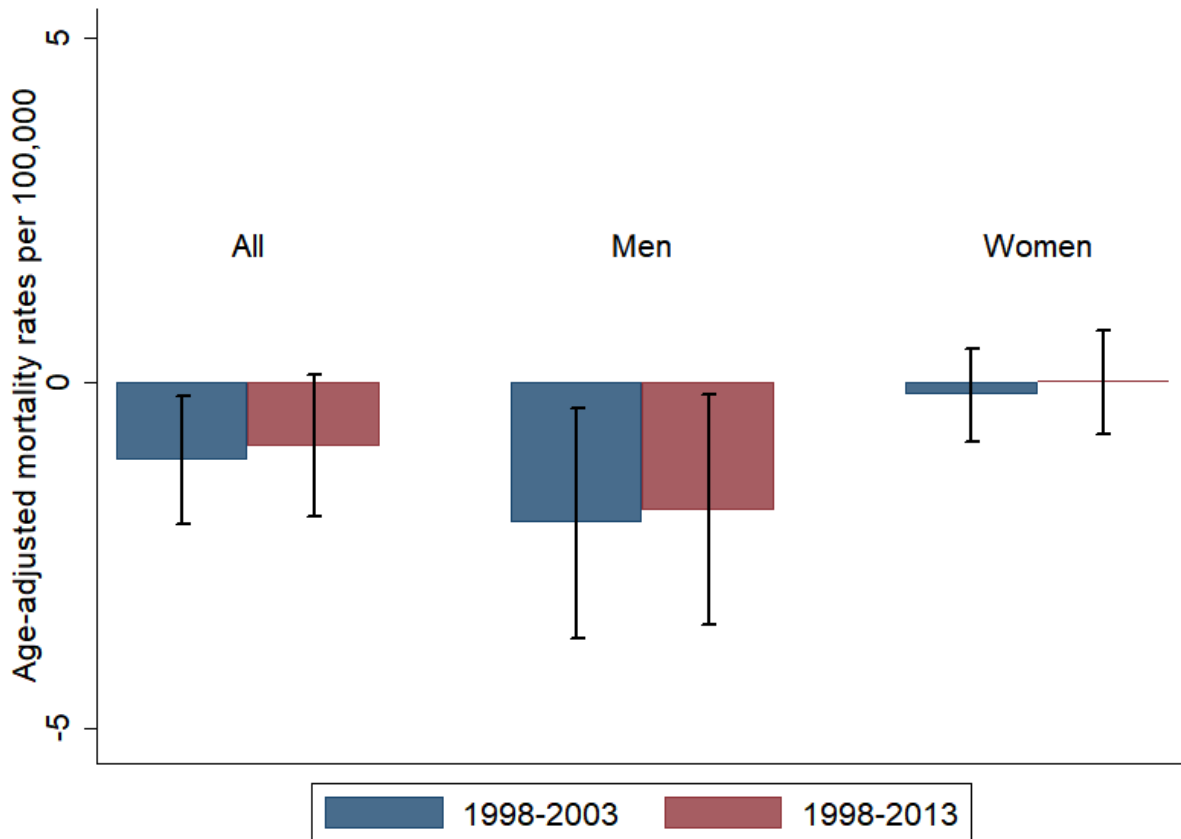 Age-adjusted mortality rates per 100,000
5
0
-5
All
Men
Women
1998-2003
1998-2013